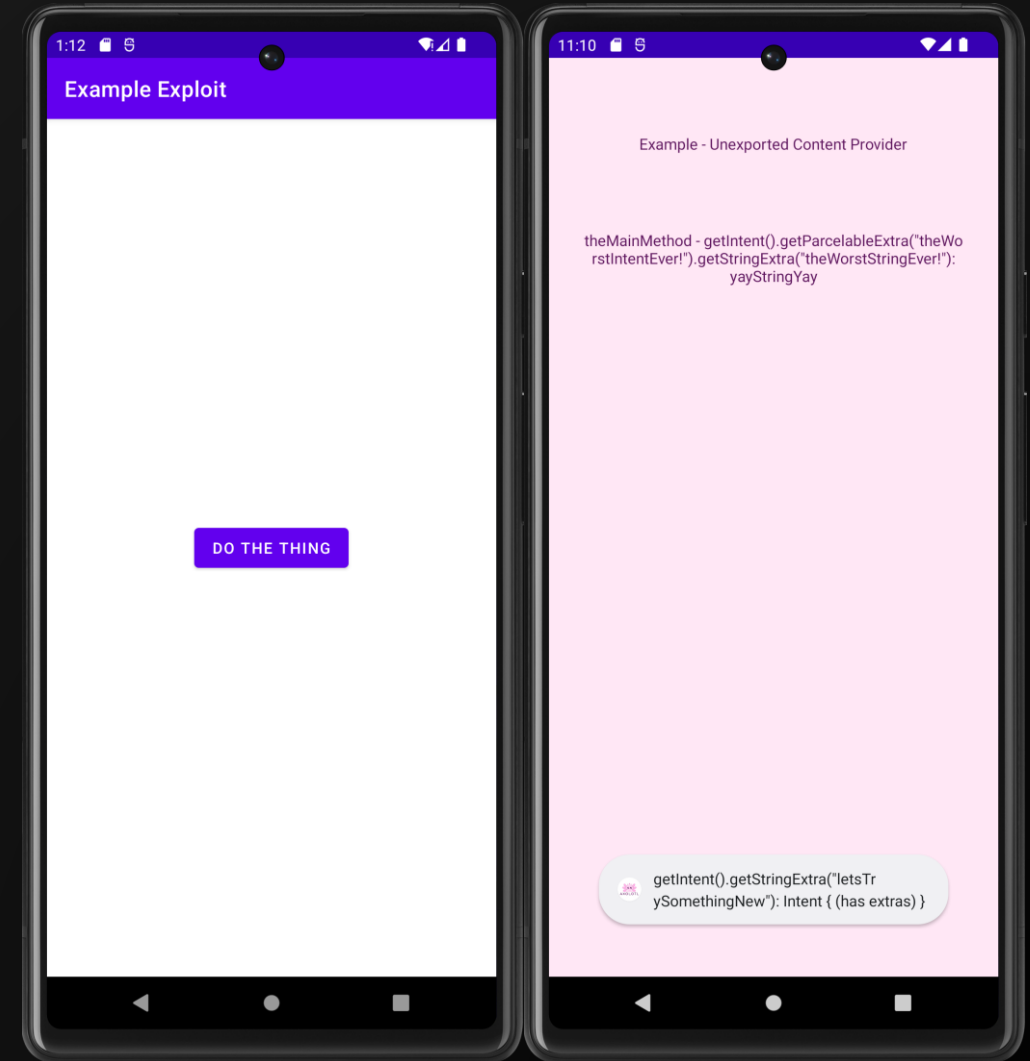 1:12
Example Exploit
DO THE THING
11:10
Example - Unexported Content Provider
theMainMethod - getIntent().getParcelableExtra("theWo
rstIntentEver!").getStringExtra("theWorstStringEver!"):
yayStringYay
getIntent().getStringExtra("letsTr
ySomethingNew"): Intent { (has extras) }